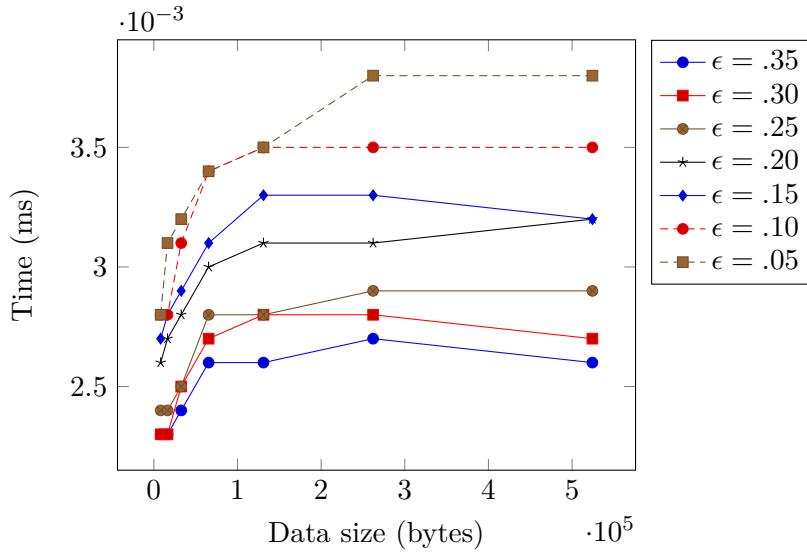 ·10⁻³
3.5
3
2.5
Time (ms)
0
1
2
3
4
5
·10⁵
Data size (bytes)
ϵ = .35
ϵ = .30
ϵ = .25
ϵ = .20
ϵ = .15
ϵ = .10
ϵ = .05